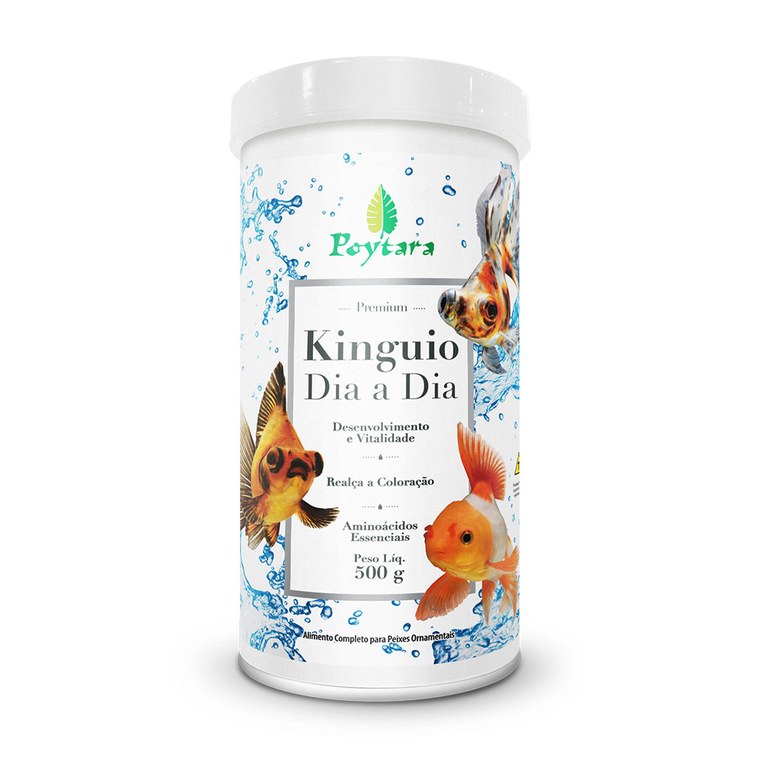 Poytara
Premium
Kinguio
Dia a Dia
Desenvolvimento
e Vitalidade
Realça a Coloração
Aminoácidos
Essenciais
Peso Líq.
500 g
Alimento Completo para Peixes Ornamentais